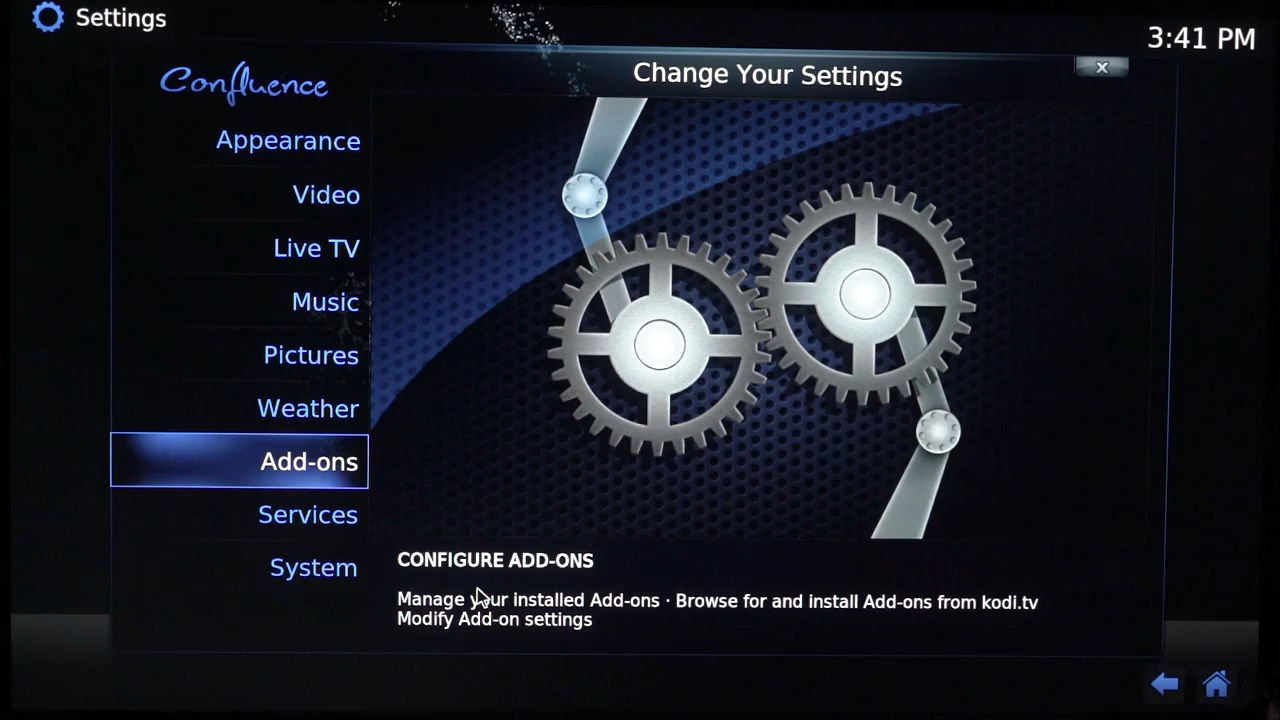 Settings
3:41 PM
Confluence
Change Your Settings
x
Appearance
Video
Live TV
Music
Pictures
Weather
Add-ons
Services
System
CONFIGURE ADD-ONS
Manage your installed Add-ons · Browse for and install Add-ons from kodi.tv
Modify Add-on settings